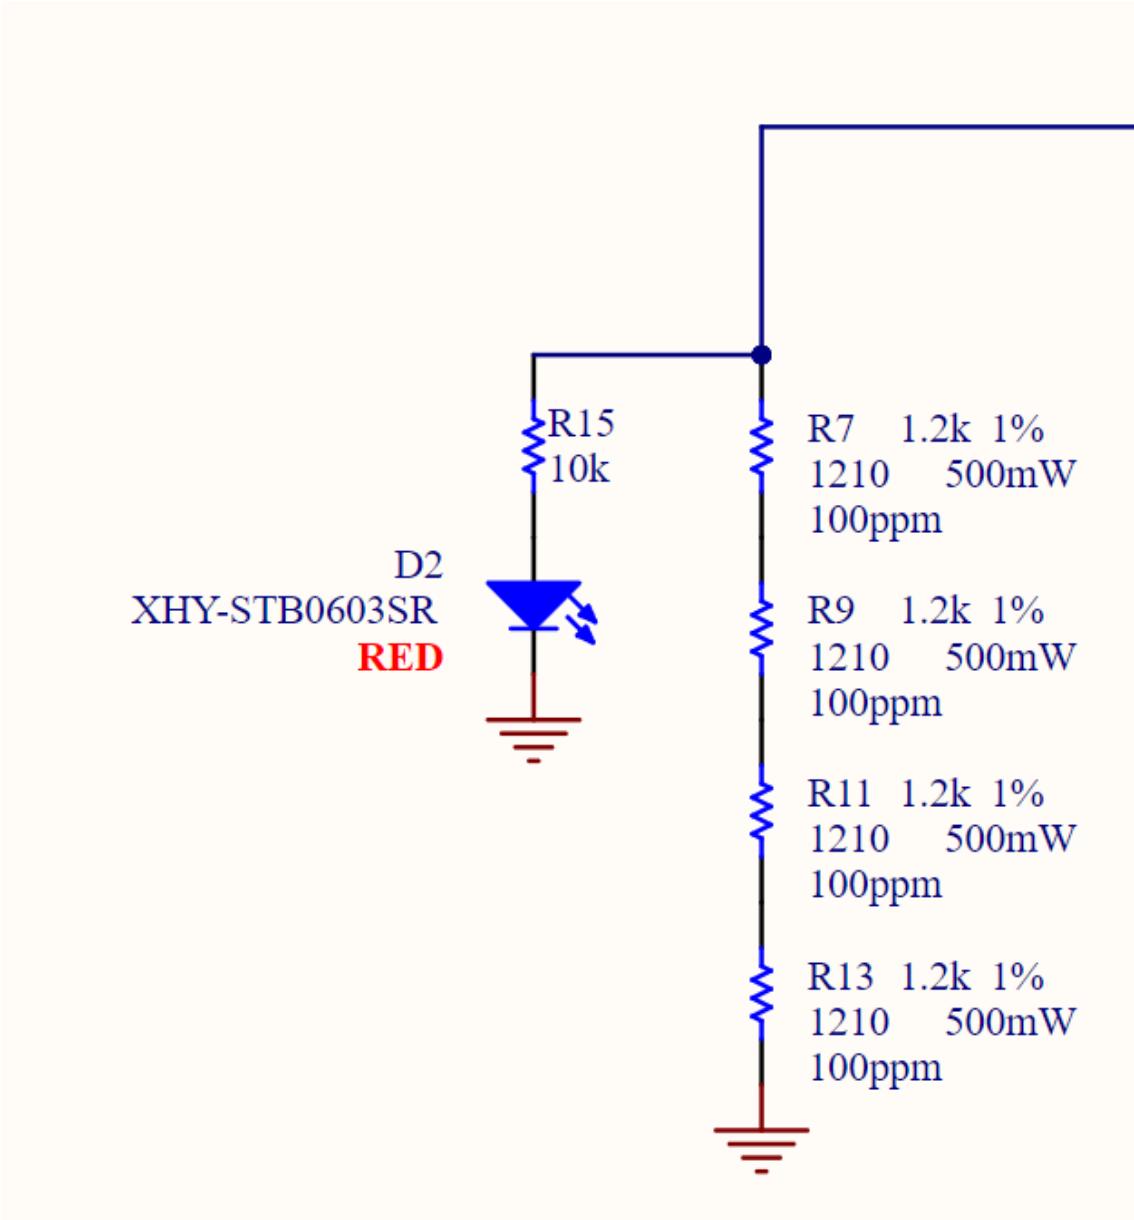 R15
10k
D2
XHY-STB0603SR
RED
R7 1.2k 1%
1210 500mW
100ppm
R9 1.2k 1%
1210 500mW
100ppm
R11 1.2k 1%
1210 500mW
100ppm
R13 1.2k 1%
1210 500mW
100ppm